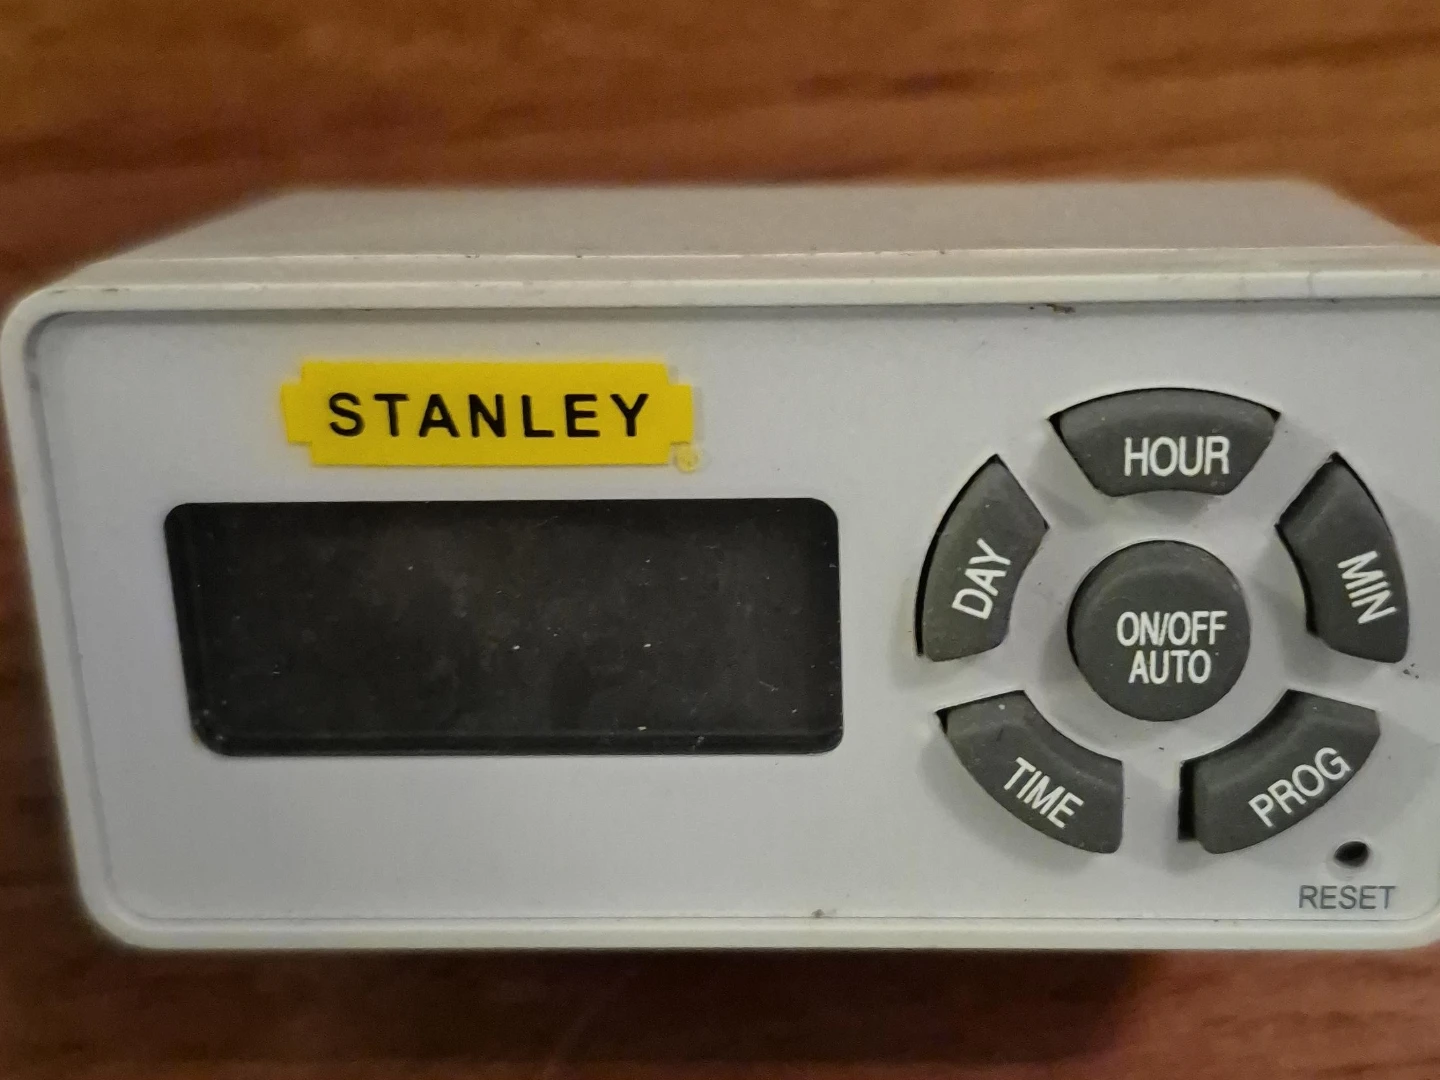 STANLEY
HOUR
DAY
MIN
ON/OFF
AUTO
TIME
PROG
RESET